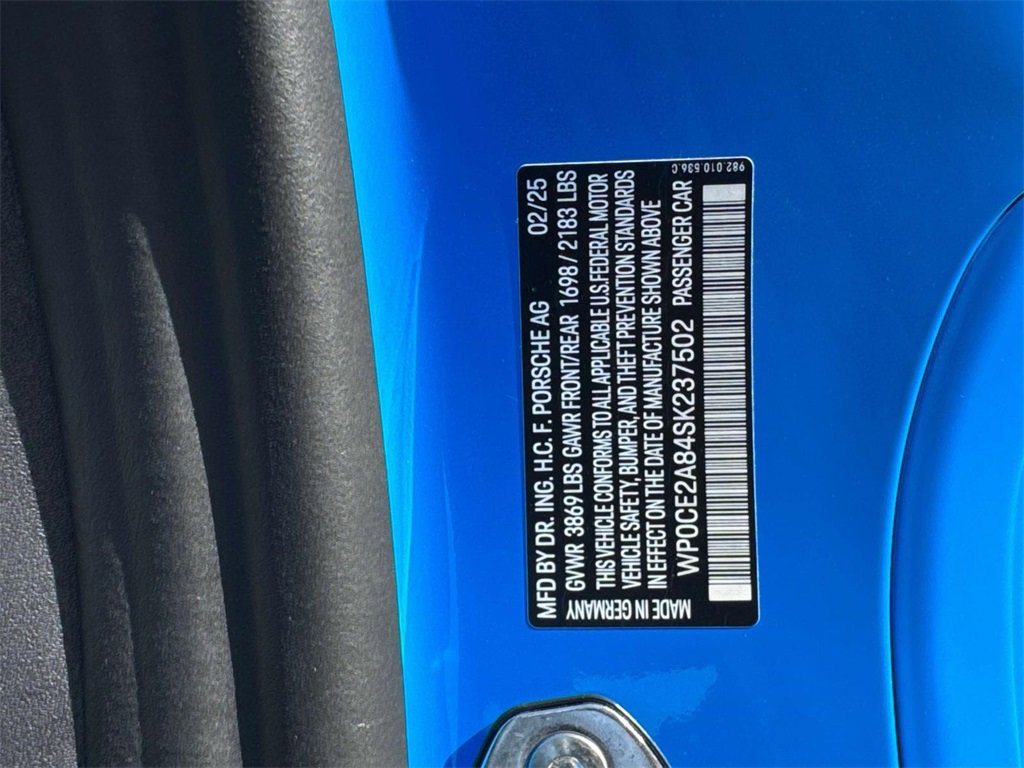 MFD BY DR. ING. H.C. F. PORSCHE AG 02/25
GVWR 3869 LBS GAWR FRONT/REAR 1698 / 2183 LBS
THIS VEHICLE CONFORMS TO ALL APPLICABLE U.S. FEDERAL MOTOR
VEHICLE SAFETY, BUMPER, AND THEFT PREVENTION STANDARDS
IN EFFECT ON THE DATE OF MANUFACTURE SHOWN ABOVE
WP0CE2A84SK237502 PASSENGER CAR
MADE IN GERMANY
982.010.536.C